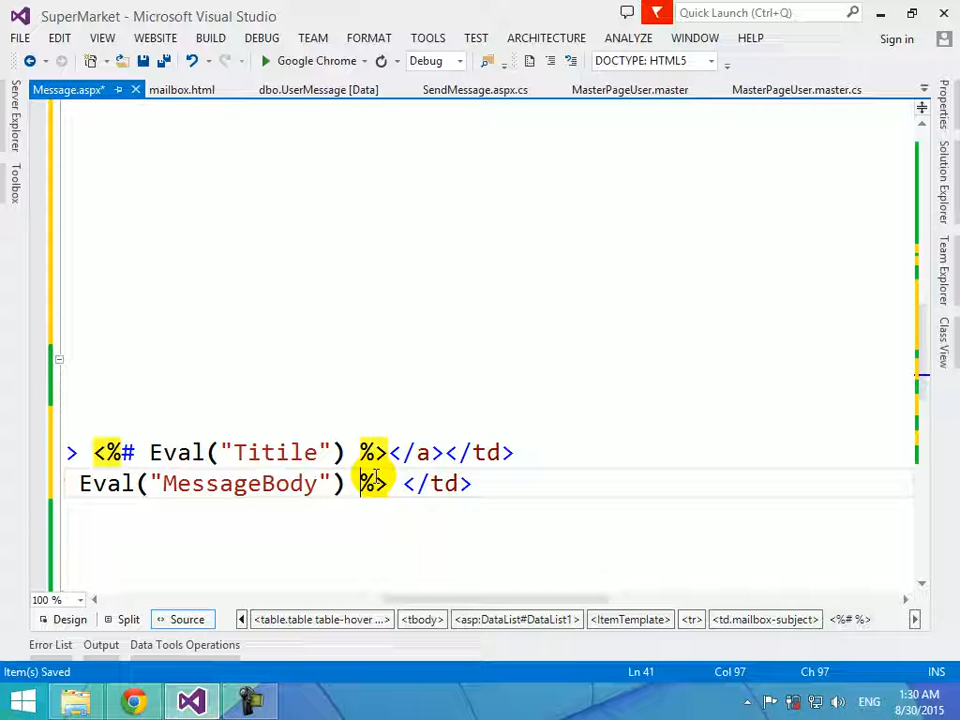 SuperMarket - Microsoft Visual Studio
Quick Launch (Ctrl+Q)
FILE EDIT VIEW WEBSITE BUILD DEBUG TEAM FORMAT TOOLS TEST ARCHITECTURE ANALYZE WINDOW HELP Sign in
Google Chrome Debug DOCTYPE: HTML5
Message.aspx* mailbox.html dbo.UserMessage [Data] SendMessage.aspx.cs MasterPageUser.master MasterPageUser.master.cs
Server Explorer
Toolbox
Properties
Solution Explorer
Team Explorer
Class View
> <%# Eval("Titile") %></a></td>
Eval("MessageBody") %> </td>
100 %
Design Split Source <table.table table-hover ...> <tbody> <asp:DataList#DataList1> <ItemTemplate> <tr> <td.mailbox-subject> <%# %>
Error List Output Data Tools Operations
Item(s) Saved Ln 41 Col 97 Ch 97 INS
ENG
1:30 AM
8/30/2015